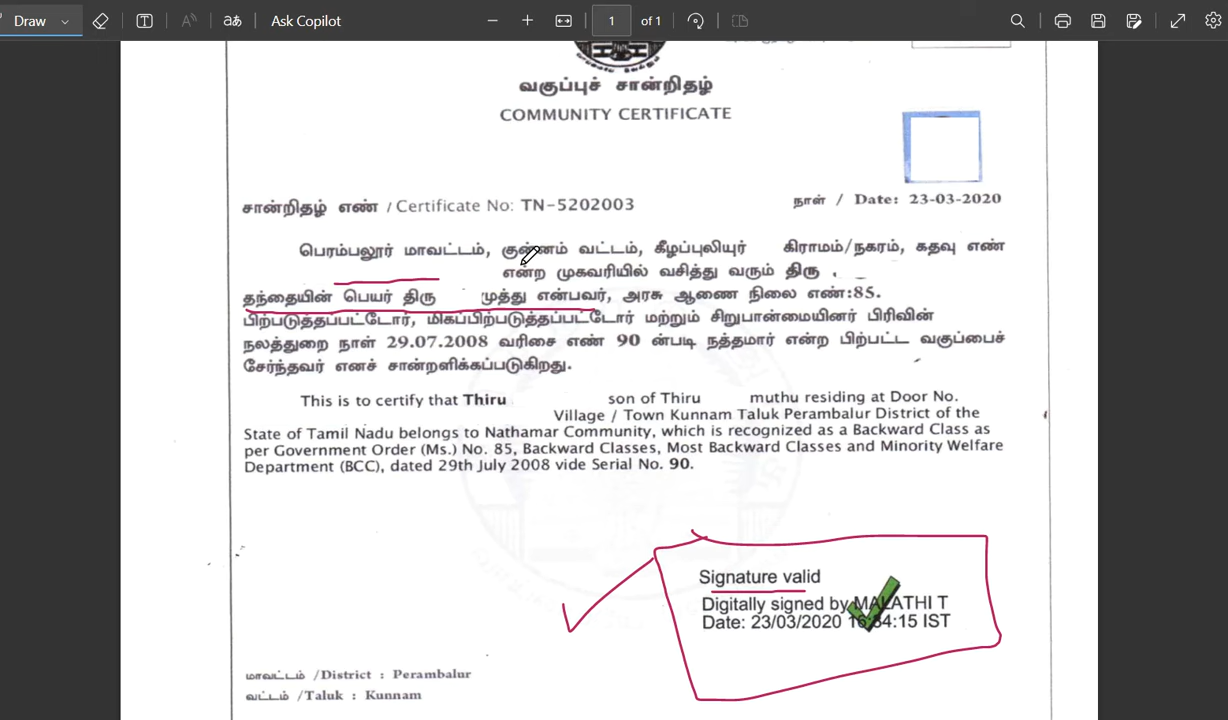 Draw aあ Ask Copilot 1 of 1
வகுப்புச் சான்றிதழ்
COMMUNITY CERTIFICATE
சான்றிதழ் எண் / Certificate No: TN-5202003 நாள் / Date: 23-03-2020
பெரம்பலூர் மாவட்டம், குன்னம் வட்டம், கீழப்புலியுர் கிராமம்/நகரம், கதவு எண்
என்ற முகவரியில் வசித்து வரும் திரு
தந்தையின் பெயர் திரு முத்து என்பவர், அரசு ஆணை நிலை எண்:85.
பிற்படுத்தப்பட்டோர், மிகப்பிற்படுத்தப்பட்டோர் மற்றும் சிறுபான்மையினர் பிரிவின்
நலத்துறை நாள் 29.07.2008 வரிசை எண் 90 ன்படி நத்தமார் என்ற பிற்பட்ட வகுப்பைச்
சேர்ந்தவர் எனச் சான்றளிக்கப்படுகிறது.
This is to certify that Thiru son of Thiru muthu residing at Door No.
Village / Town Kunnam Taluk Perambalur District of the
State of Tamil Nadu belongs to Nathamar Community, which is recognized as a Backward Class as
per Government Order (Ms.) No. 85, Backward Classes, Most Backward Classes and Minority Welfare
Department (BCC), dated 29th July 2008 vide Serial No. 90.
Signature valid
Digitally signed by MALATHI T
Date: 23/03/2020 16:54:15 IST
மாவட்டம் /District : Perambalur
வட்டம் /Taluk : Kunnam